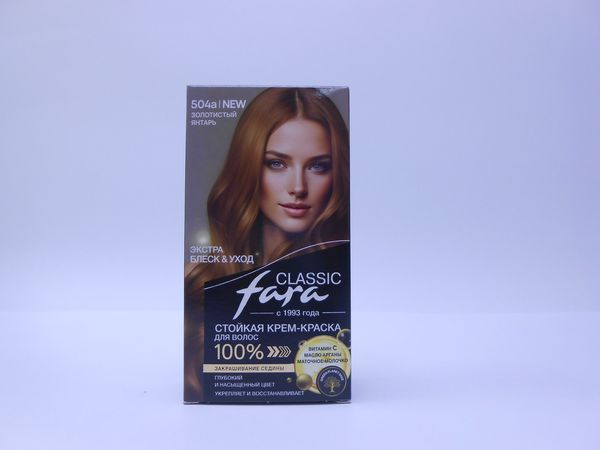 504a | NEW
ЗОЛОТИСТЫЙ
ЯНТАРЬ
ЭКСТРА
БЛЕСК & УХОД
CLASSIC
fara
с 1993 года
СТОЙКАЯ КРЕМ-КРАСКА
ДЛЯ ВОЛОС
100%
ЗАКРАШИВАНИЕ СЕДИНЫ
ГЛУБОКИЙ
И НАСЫЩЕННЫЙ ЦВЕТ
УКРЕПЛЯЕТ И ВОССТАНАВЛИВАЕТ
ВИТАМИН С
МАСЛО АРГАНЫ
МАТОЧНОЕ МОЛОЧКО